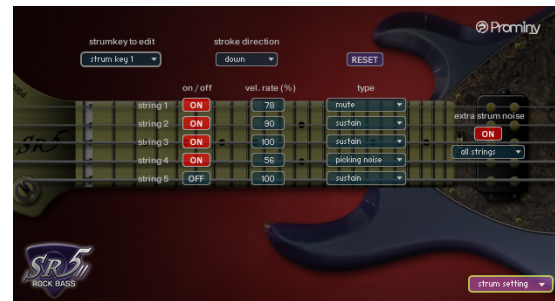 Prominy
strumkey to edit
stroke direction
strum key 1
down
RESET
on / off
vel. rate (%)
type
string 1
ON
78
mute
string 2
ON
90
sustain
string 3
ON
100
sustain
string 4
ON
56
picking noise
string 5
OFF
100
sustain
extra strum noise
ON
all strings
SR5
SR5
ROCK BASS
strum setting